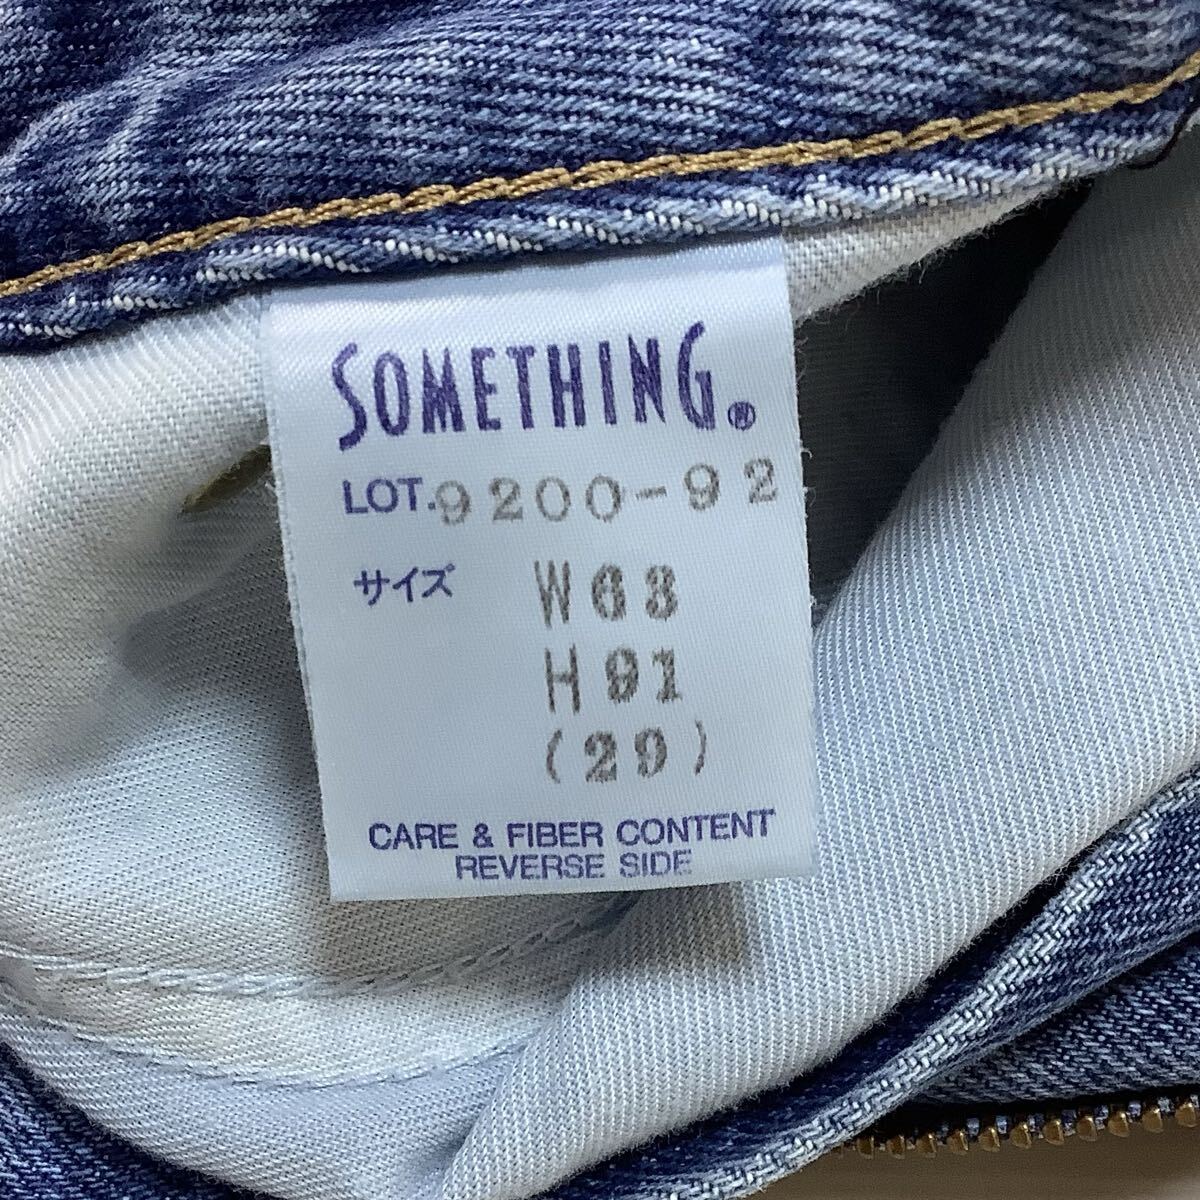 SOMETHING®
LOT.9200-92
サイズ W63
H91
(29)
CARE & FIBER CONTENT
REVERSE SIDE